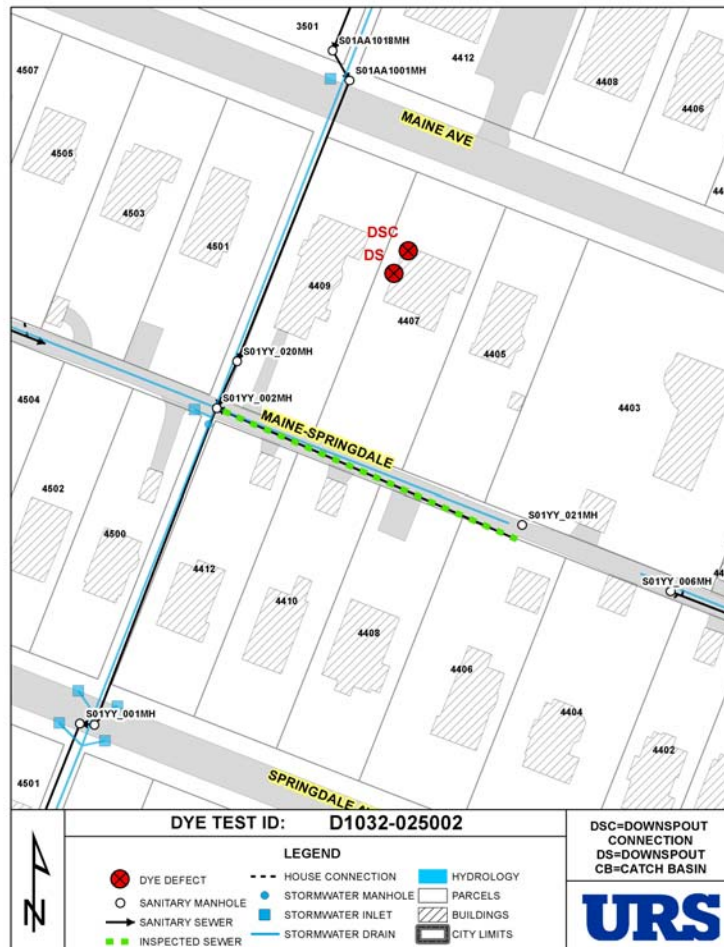 3501
S01AA1018MH
4412
S01AA1001MH
4408
4507
4406
MAINE AVE
4505
4503
4501
DSC
DS
4409
4407
4405
S01YY_020MH
4504
S01YY_002MH
4403
MAINE-SPRINGDALE
4502
S01YY_021MH
4500
S01YY_006MH
4412
4410
4408
4406
4404
4402
S01YY_001MH
4501
SPRINGDALE
DYE TEST ID: D1032-025002
LEGEND
DYE DEFECT
SANITARY MANHOLE
SANITARY SEWER
INSPECTED SEWER
HOUSE CONNECTION
STORMWATER MANHOLE
STORMWATER INLET
STORMWATER DRAIN
HYDROLOGY
PARCELS
BUILDINGS
CITY LIMITS
DSC=DOWNSPOUT
CONNECTION
DS=DOWNSPOUT
CB=CATCH BASIN
N
URS